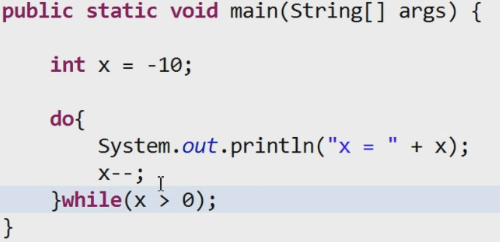 public static void main(String[] args) {
int x = -10;
do{
System.out.println("x = " + x);
x--;
}while(x > 0);
}